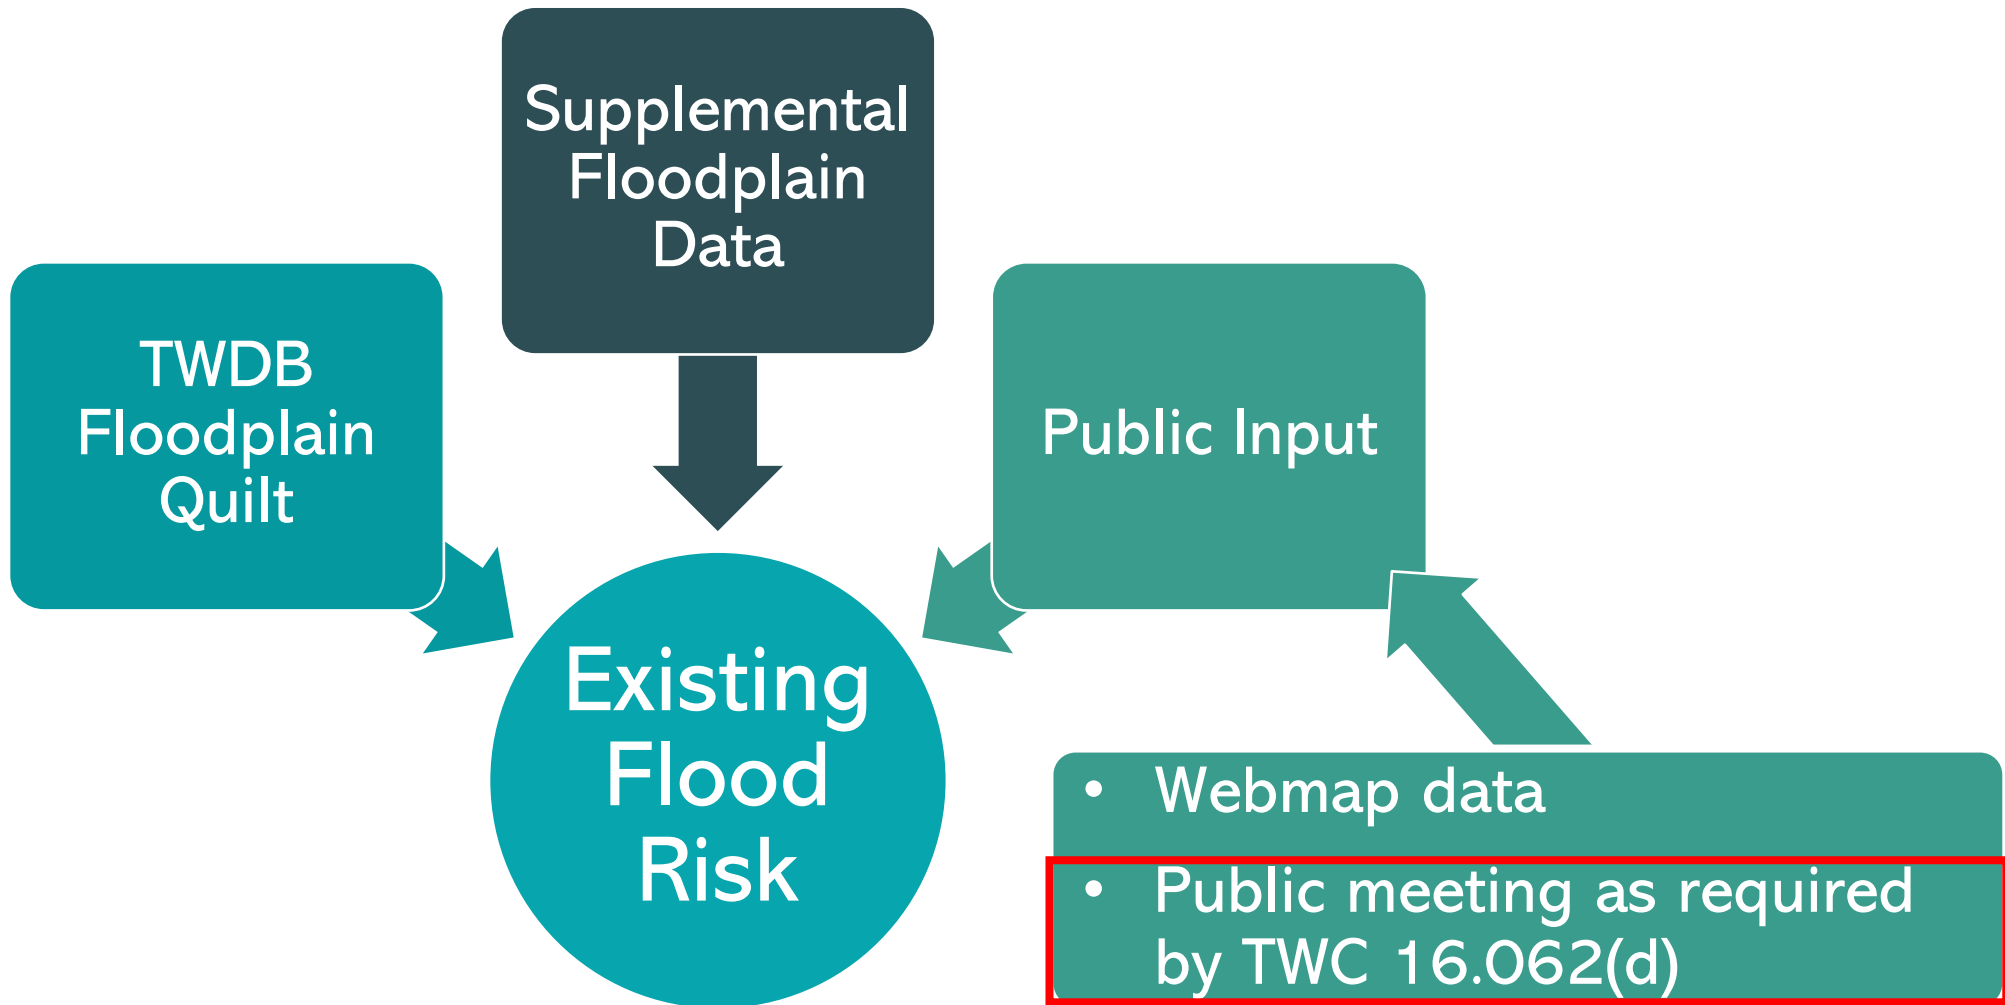 Supplemental
Floodplain
Data
TWDB
Floodplain
Quilt
Public Input
Existing
Flood
Risk
• Webmap data
• Public meeting as required
by TWC 16.062(d)